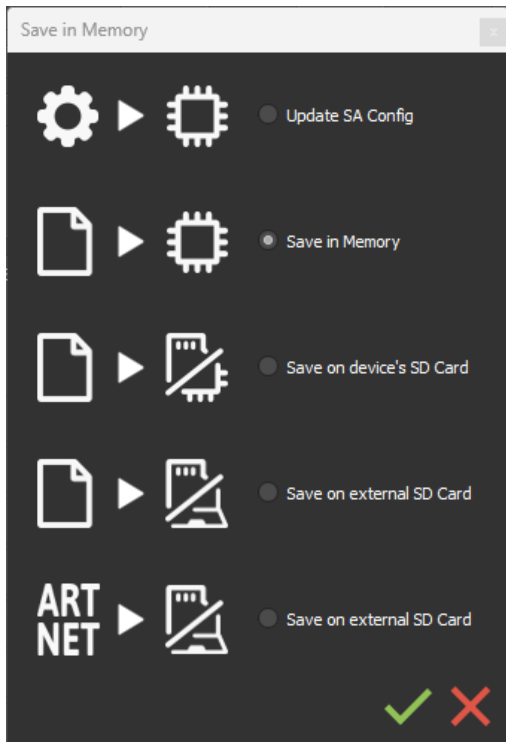 Save in Memory
x
Update SA Config
Save in Memory
Save on device's SD Card
Save on external SD Card
ART
NET
Save on external SD Card